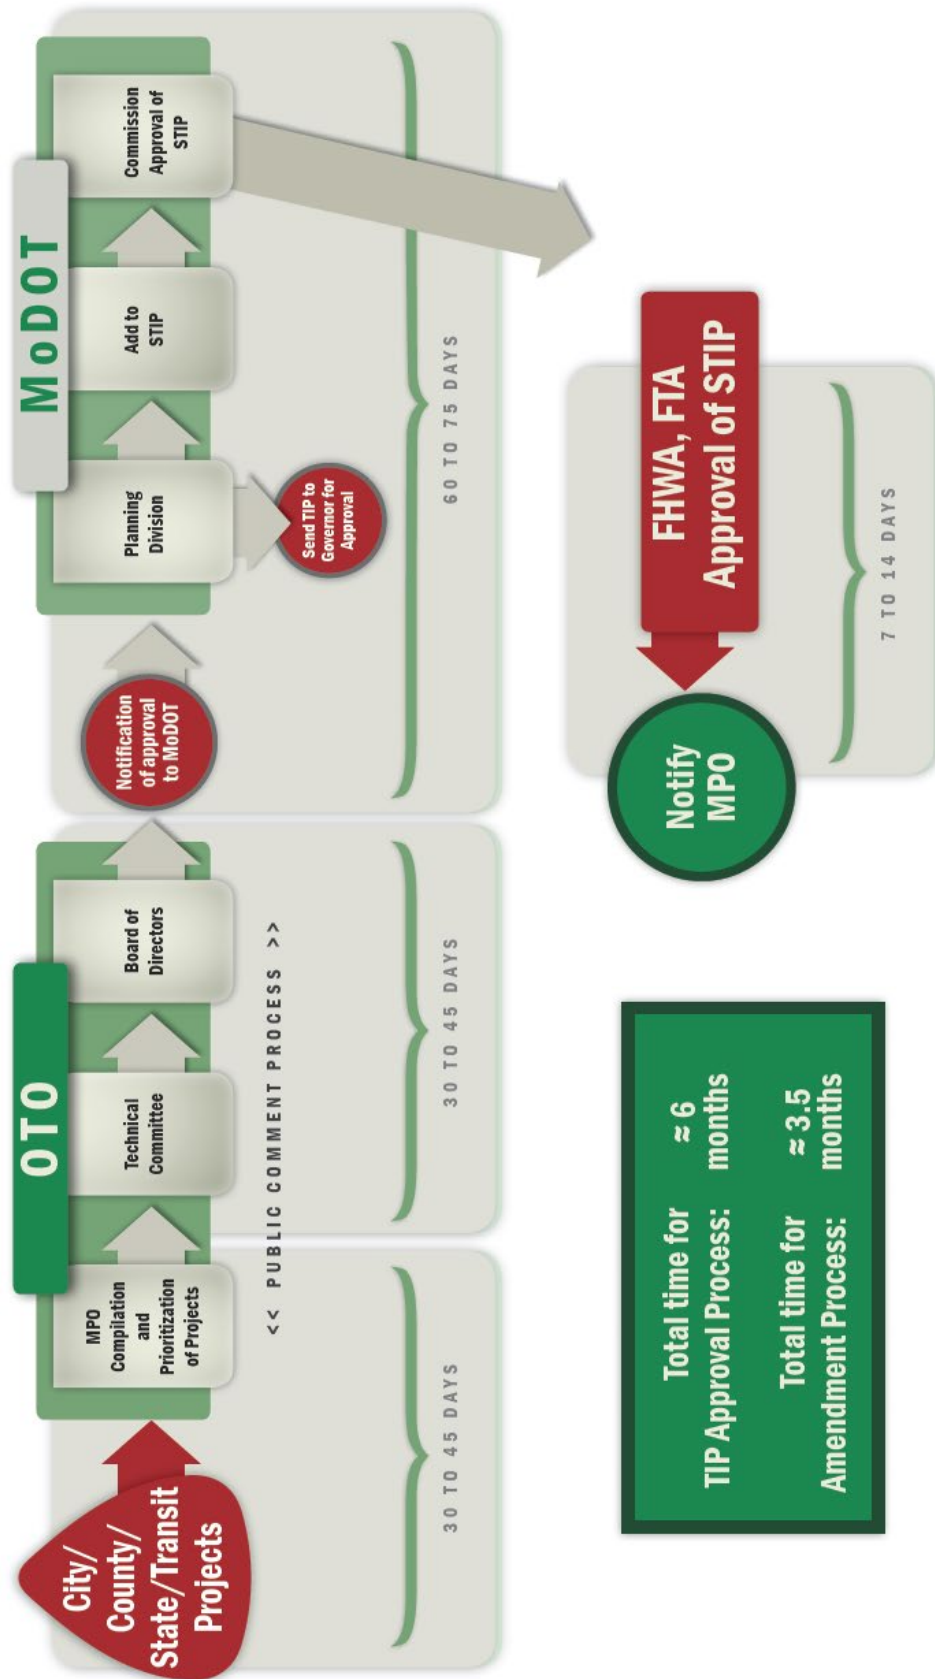 OTO
MoDOT
City/
County/
State/Transit
Projects
MPO
Compilation
and
Prioritization
of Projects
Technical
Committee
Board of
Directors
Notification
of approval
to MoDOT
Planning
Division
Add to
STIP
Commission
Approval of
STIP
Send TIP to
Governor for
Approval
<< PUBLIC COMMENT PROCESS >>
30 TO 45 DAYS
30 TO 45 DAYS
60 TO 75 DAYS
Total time for
TIP Approval Process:
≈ 6
months
Total time for
Amendment Process:
≈ 3.5
months
Notify
MPO
FHWA, FTA
Approval of STIP
7 TO 14 DAYS